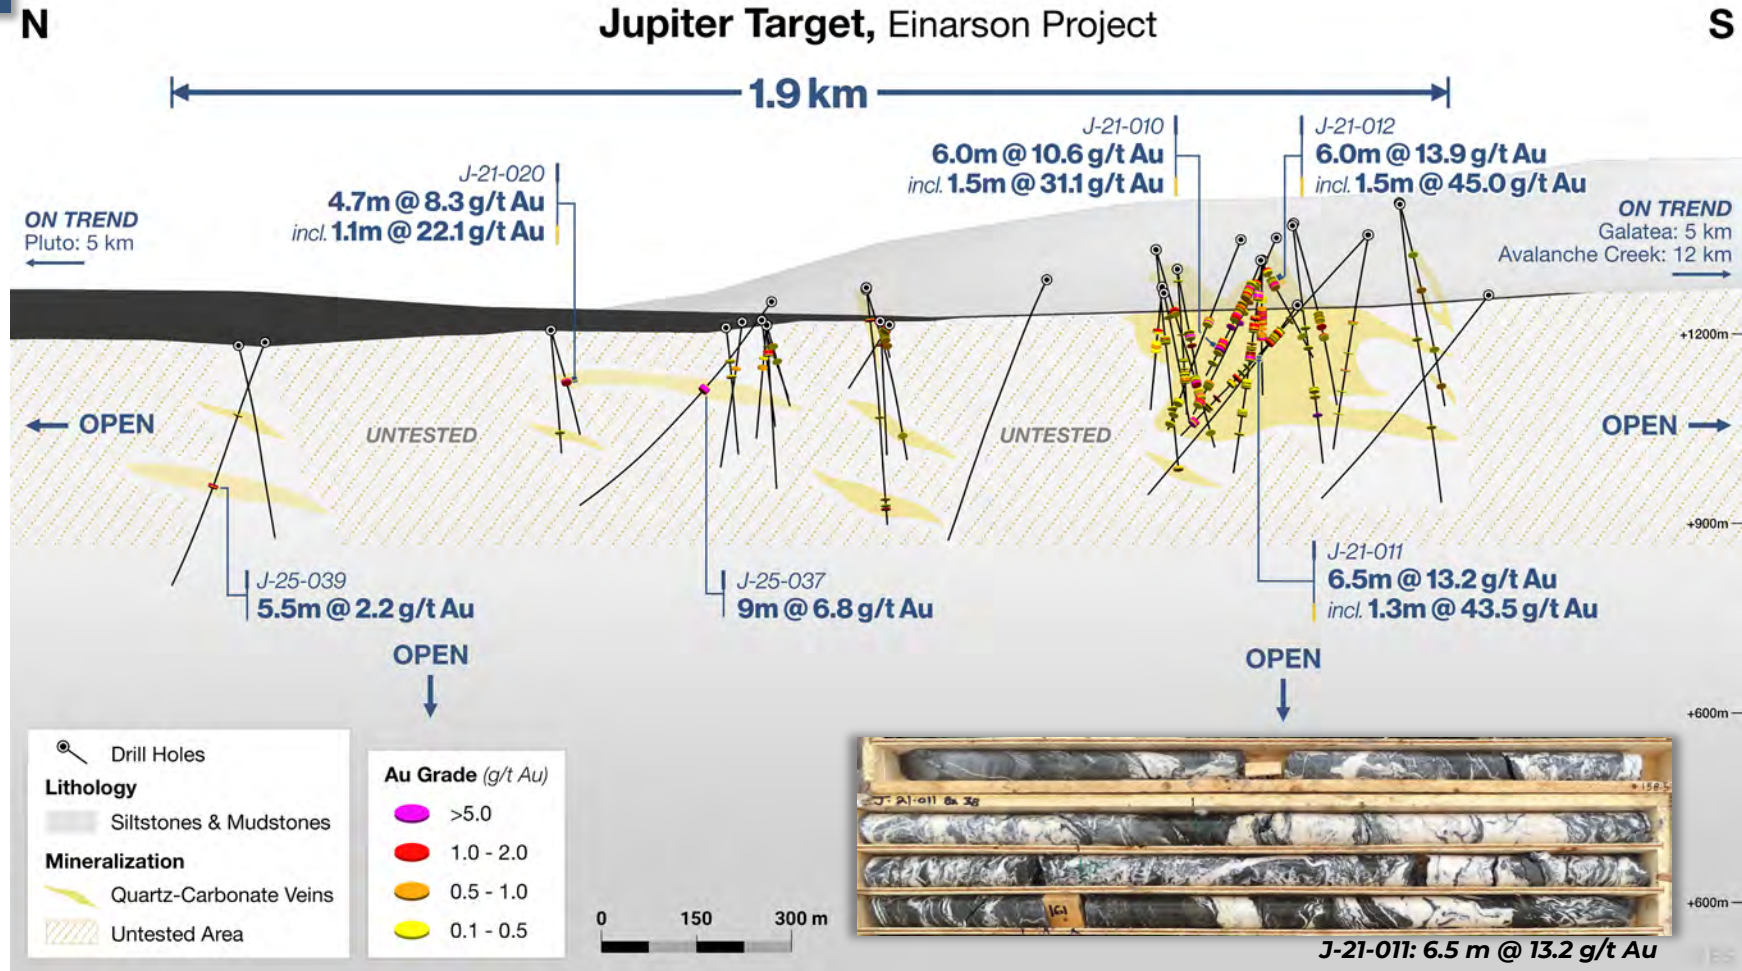 N
Jupiter Target, Einarson Project
S
1.9 km
J-21-020
4.7m @ 8.3 g/t Au
incl. 1.1m @ 22.1 g/t Au
J-21-010
6.0m @ 10.6 g/t Au
incl. 1.5m @ 31.1 g/t Au
J-21-012
6.0m @ 13.9 g/t Au
incl. 1.5m @ 45.0 g/t Au
ON TREND
Pluto: 5 km
ON TREND
Galatea: 5 km
Avalanche Creek: 12 km
+1200m
OPEN
UNTESTED
UNTESTED
OPEN
+900m
J-25-039
5.5m @ 2.2 g/t Au
J-25-037
9m @ 6.8 g/t Au
J-21-011
6.5m @ 13.2 g/t Au
incl. 1.3m @ 43.5 g/t Au
OPEN
OPEN
+600m
Drill Holes
Lithology
Siltstones & Mudstones
Mineralization
Quartz-Carbonate Veins
Untested Area
Au Grade (g/t Au)
>5.0
1.0 - 2.0
0.5 - 1.0
0.1 - 0.5
0 150 300 m
J-21-011 Bx 38
161
+600m
J-21-011: 6.5 m @ 13.2 g/t Au